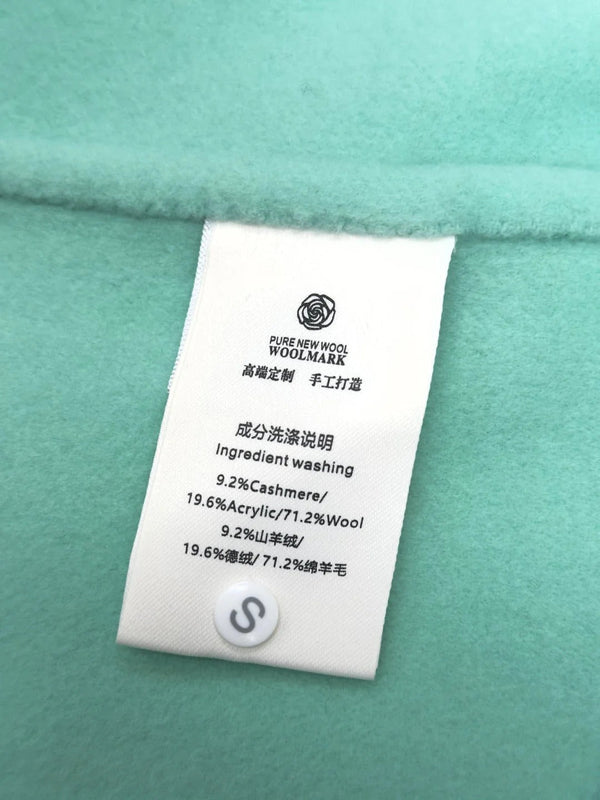 PURE NEW WOOL
WOOLMARK
高端定制 手工打造
成分洗涤说明
Ingredient washing
9.2%Cashmere/
19.6%Acrylic/71.2%Wool
9.2%山羊绒/
19.6%德绒/71.2%绵羊毛
S